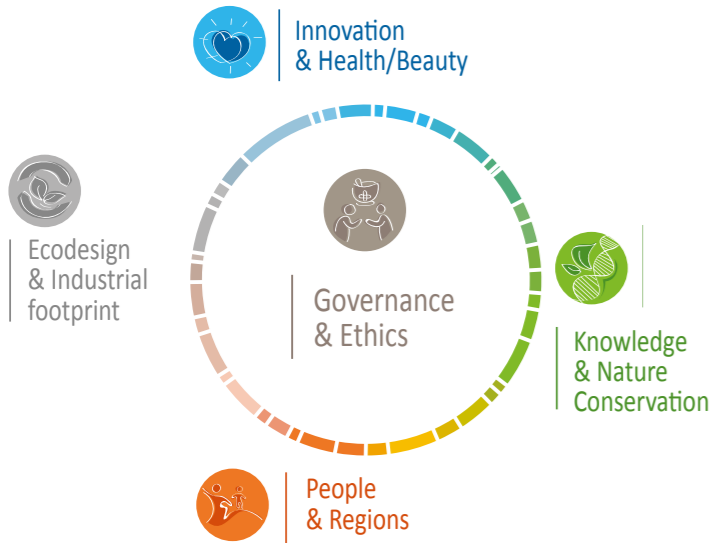 Innovation
& Health/Beauty
Ecodesign
& Industrial
footprint
Governance
& Ethics
Knowledge
& Nature
Conservation
People
& Regions